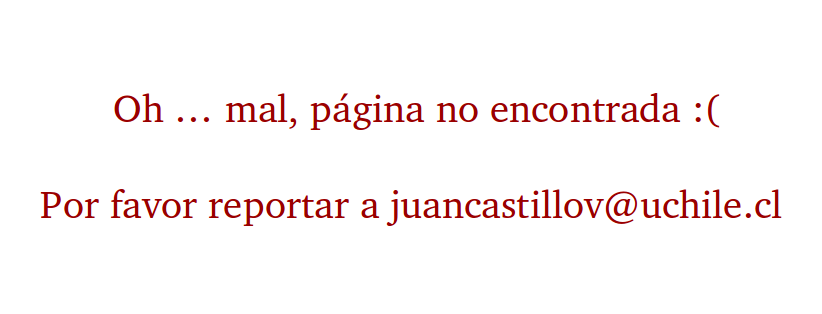 Oh ... mal, página no encontrada :(
Por favor reportar a juancastillov@uchile.cl